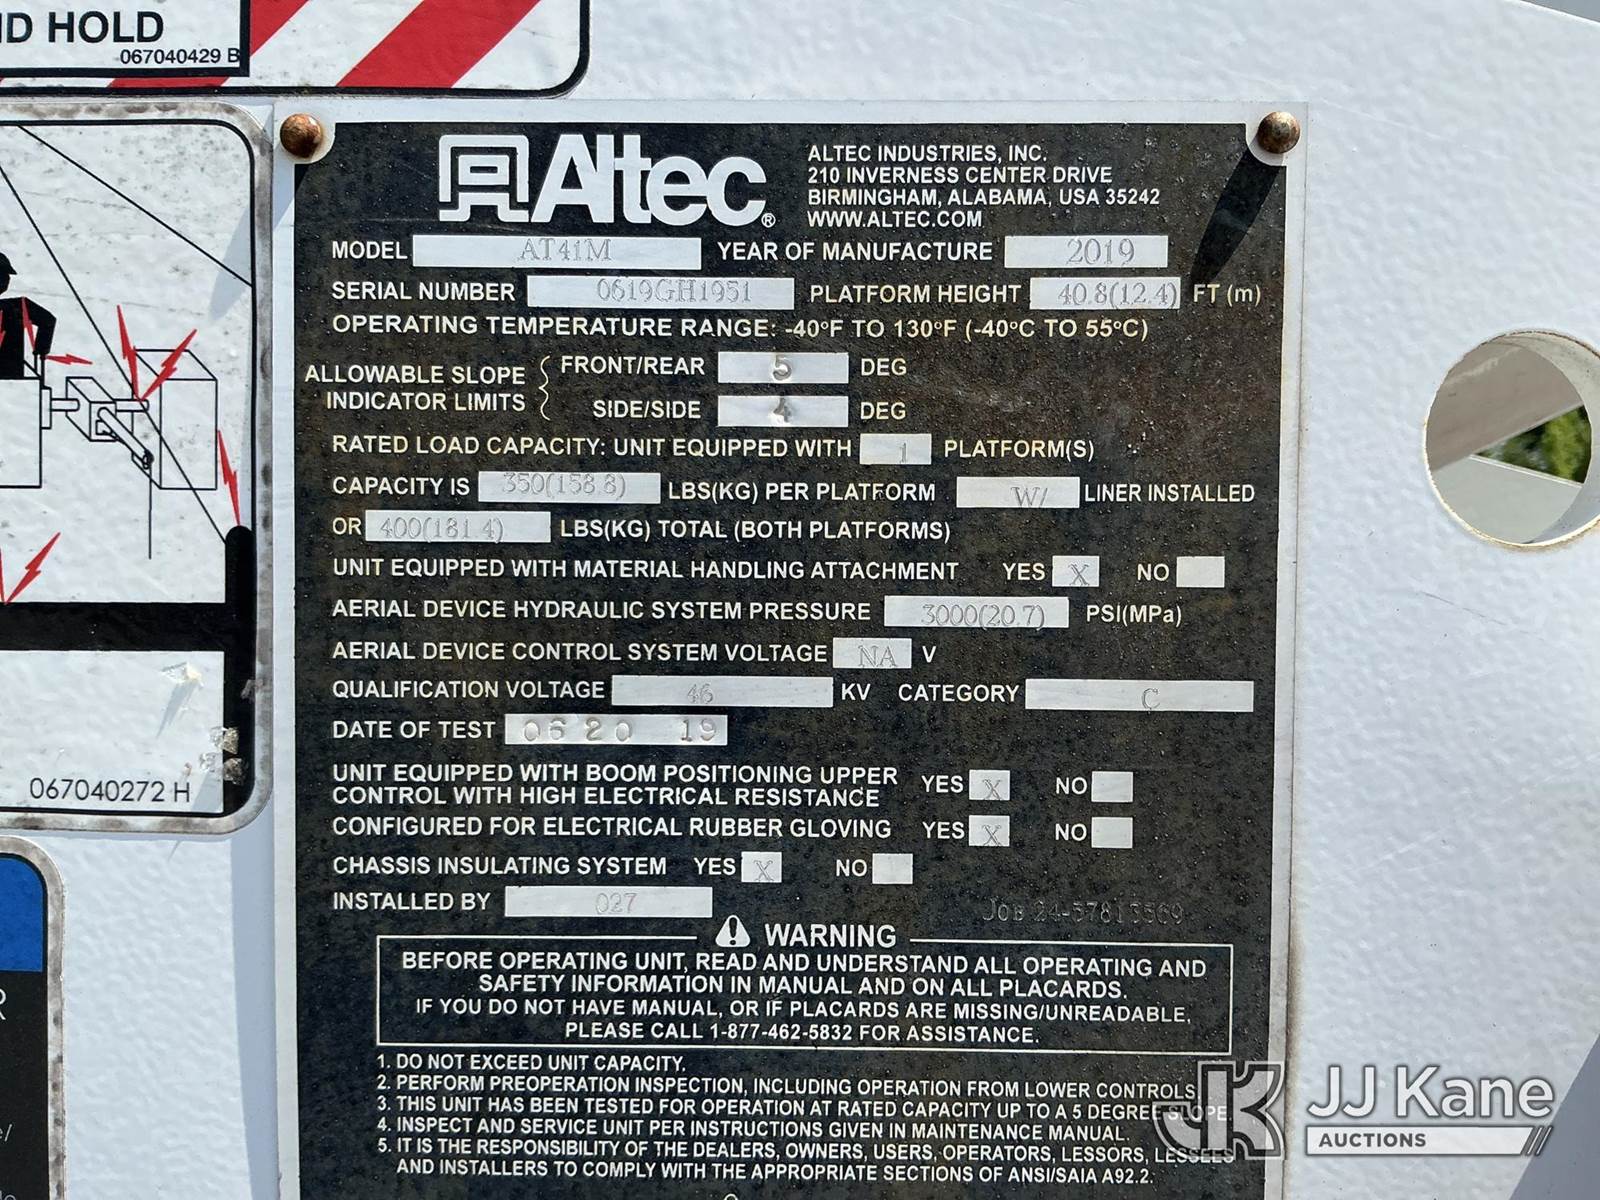 ND HOLD
067040429 B
Altec®
ALTEC INDUSTRIES, INC.
210 INVERNESS CENTER DRIVE
BIRMINGHAM, ALABAMA, USA 35242
WWW.ALTEC.COM
MODEL AT41M YEAR OF MANUFACTURE 2019
SERIAL NUMBER 0619GH1951 PLATFORM HEIGHT 40.8(12.4) FT (m)
OPERATING TEMPERATURE RANGE: -40°F TO 130°F (-40°C TO 55°C)
ALLOWABLE SLOPE INDICATOR LIMITS { FRONT/REAR 5 DEG
SIDE/SIDE 4 DEG
RATED LOAD CAPACITY: UNIT EQUIPPED WITH 1 PLATFORM(S)
CAPACITY IS 350(158.8) LBS(KG) PER PLATFORM W/ LINER INSTALLED
OR 400(181.4) LBS(KG) TOTAL (BOTH PLATFORMS)
UNIT EQUIPPED WITH MATERIAL HANDLING ATTACHMENT YES X NO
AERIAL DEVICE HYDRAULIC SYSTEM PRESSURE 3000(20.7) PSI(MPa)
AERIAL DEVICE CONTROL SYSTEM VOLTAGE NA V
QUALIFICATION VOLTAGE 46 KV CATEGORY C
DATE OF TEST 06 20 19
UNIT EQUIPPED WITH BOOM POSITIONING UPPER
CONTROL WITH HIGH ELECTRICAL RESISTANCE YES X NO
CONFIGURED FOR ELECTRICAL RUBBER GLOVING YES X NO
CHASSIS INSULATING SYSTEM YES X NO
INSTALLED BY 027
JOB
WARNING
BEFORE OPERATING UNIT, READ AND UNDERSTAND ALL OPERATING AND
SAFETY INFORMATION IN MANUAL AND ON ALL PLACARDS.
IF YOU DO NOT HAVE MANUAL, OR IF PLACARDS ARE MISSING/UNREADABLE,
PLEASE CALL 1-877-462-5832 FOR ASSISTANCE.
1. DO NOT EXCEED UNIT CAPACITY.
2. PERFORM PREOPERATION INSPECTION, INCLUDING OPERATION FROM LOWER CONTROLS.
3. THIS UNIT HAS BEEN TESTED FOR OPERATION AT RATED CAPACITY UP TO A 5 DEGREE SLOPE.
4. INSPECT AND SERVICE UNIT PER INSTRUCTIONS GIVEN IN MAINTENANCE MANUAL.
5. IT IS THE RESPONSIBILITY OF THE DEALERS, OWNERS, USERS, OPERATORS, LESSORS, LESSEES
AND INSTALLERS TO COMPLY WITH THE APPROPRIATE SECTIONS OF ANSI/SAIA A92.2.
067040272 H
JK JJ Kane
AUCTIONS